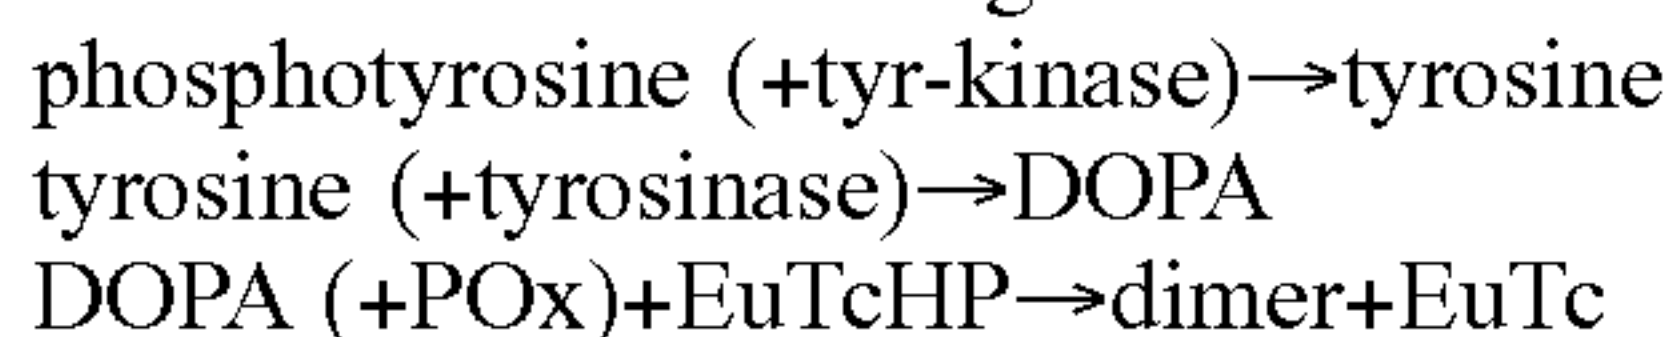 phosphotyrosine (+tyr-kinase)→tyrosine
tyrosine (+tyrosinase)→DOPA
DOPA (+POx)+EuTcHP→dimer+EuTc